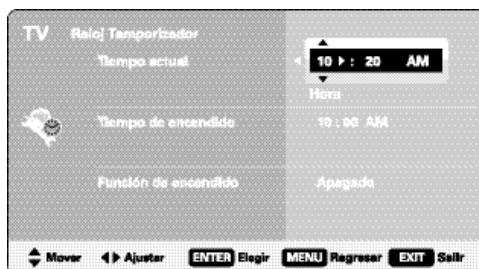 TV Reloj Temporizador
Tiempo actual 10 : 20 AM
Hora
Tiempo de encendido 10 : 00 AM
Función de encendido Apagado
Mover Ajustar ENTER Elegir MENU Regresar EXIT Salir